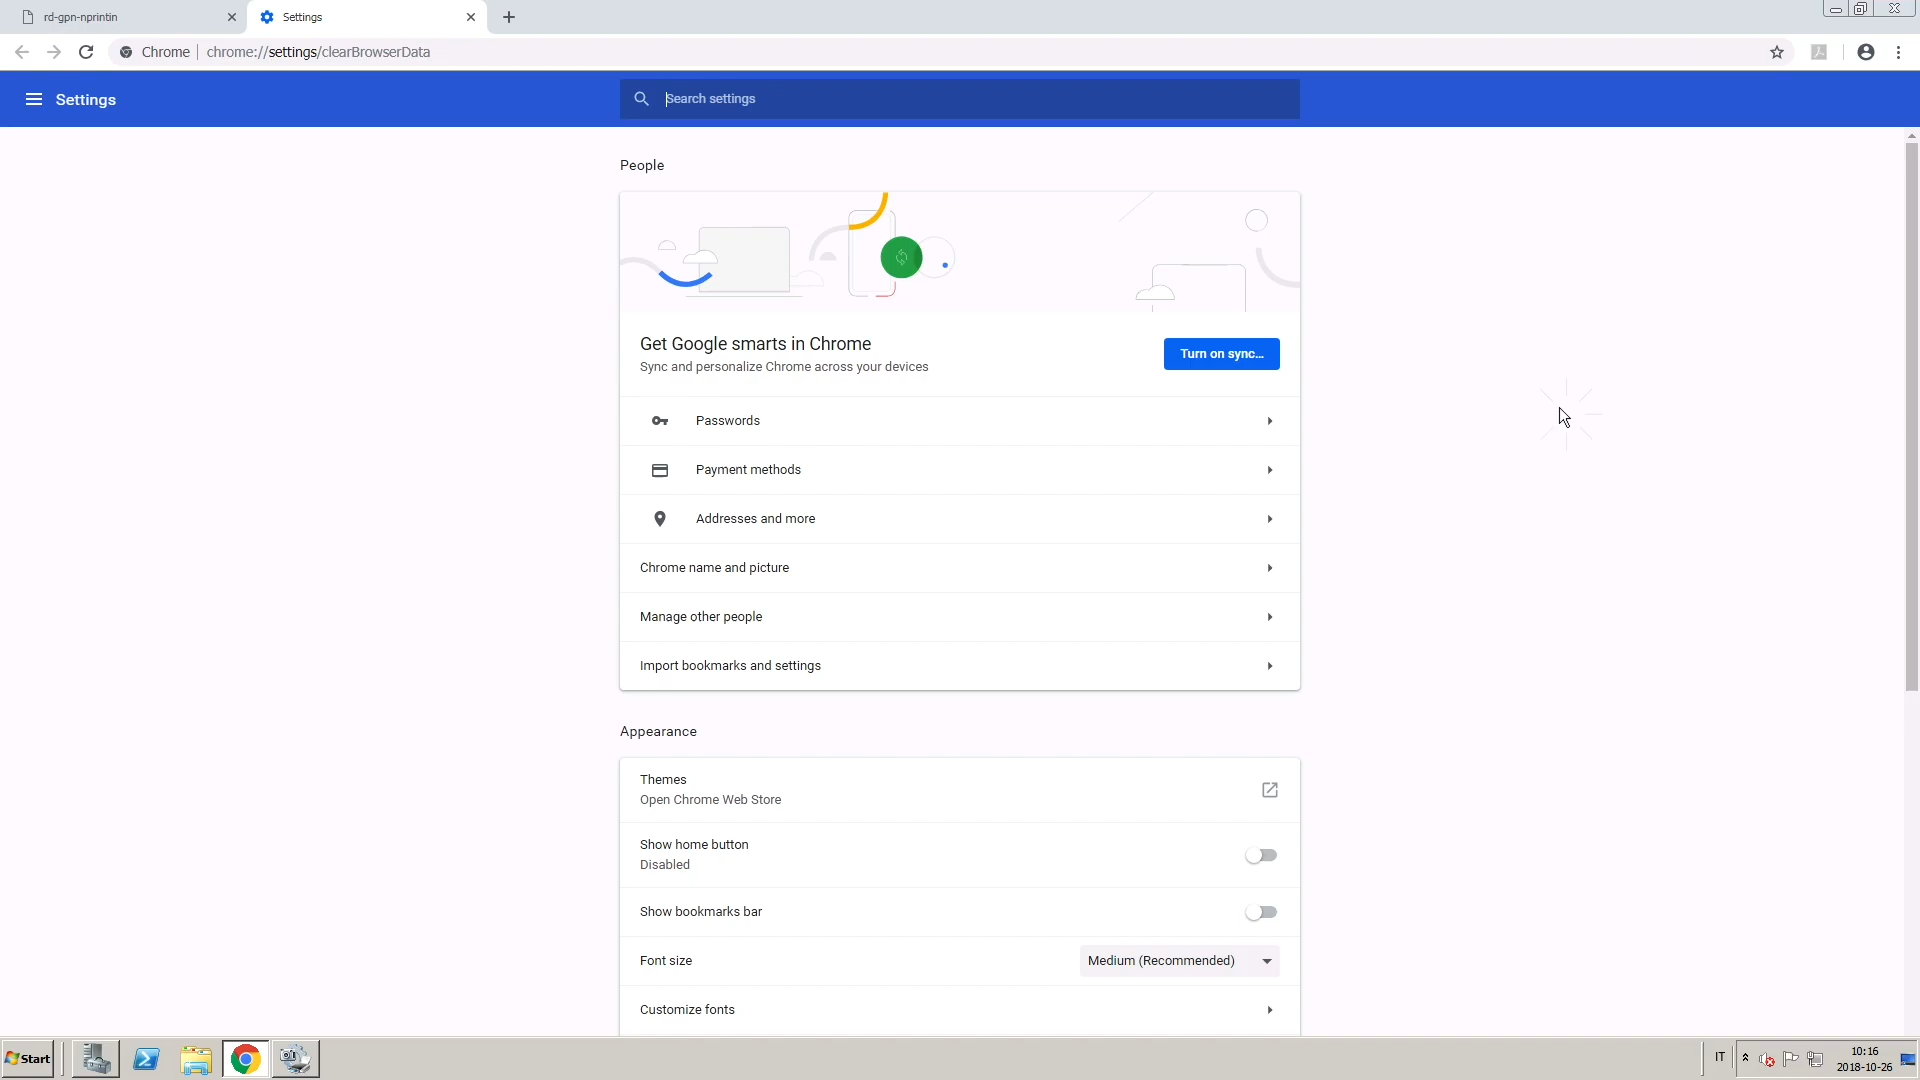 rd-gpn-nprintin
Settings
Chrome
chrome://settings/clearBrowserData
Settings
Search settings
People
Get Google smarts in Chrome
Sync and personalize Chrome across your devices
Turn on sync...
Passwords
Payment methods
Addresses and more
Chrome name and picture
Manage other people
Import bookmarks and settings
Appearance
Themes
Open Chrome Web Store
Show home button
Disabled
Show bookmarks bar
Font size
Medium (Recommended)
Customize fonts
Start
IT
10:16
2018-10-26